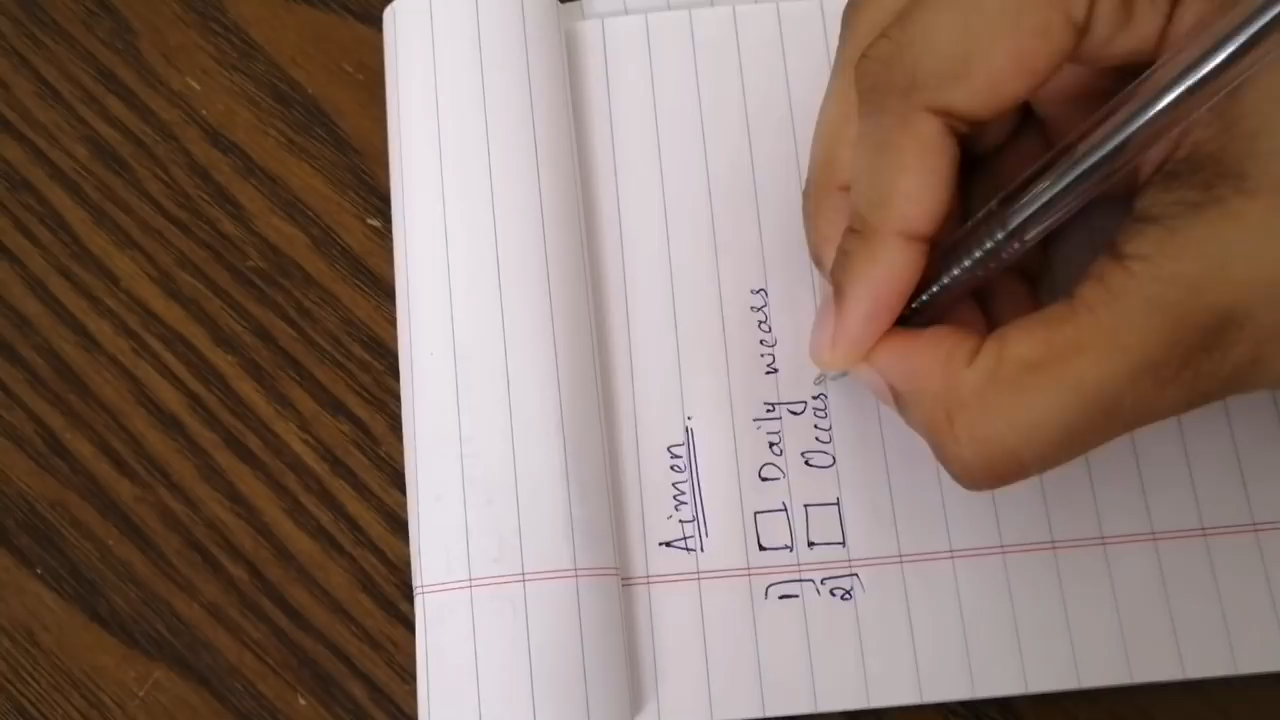 Aimen.
1) Daily wears
2) Occas